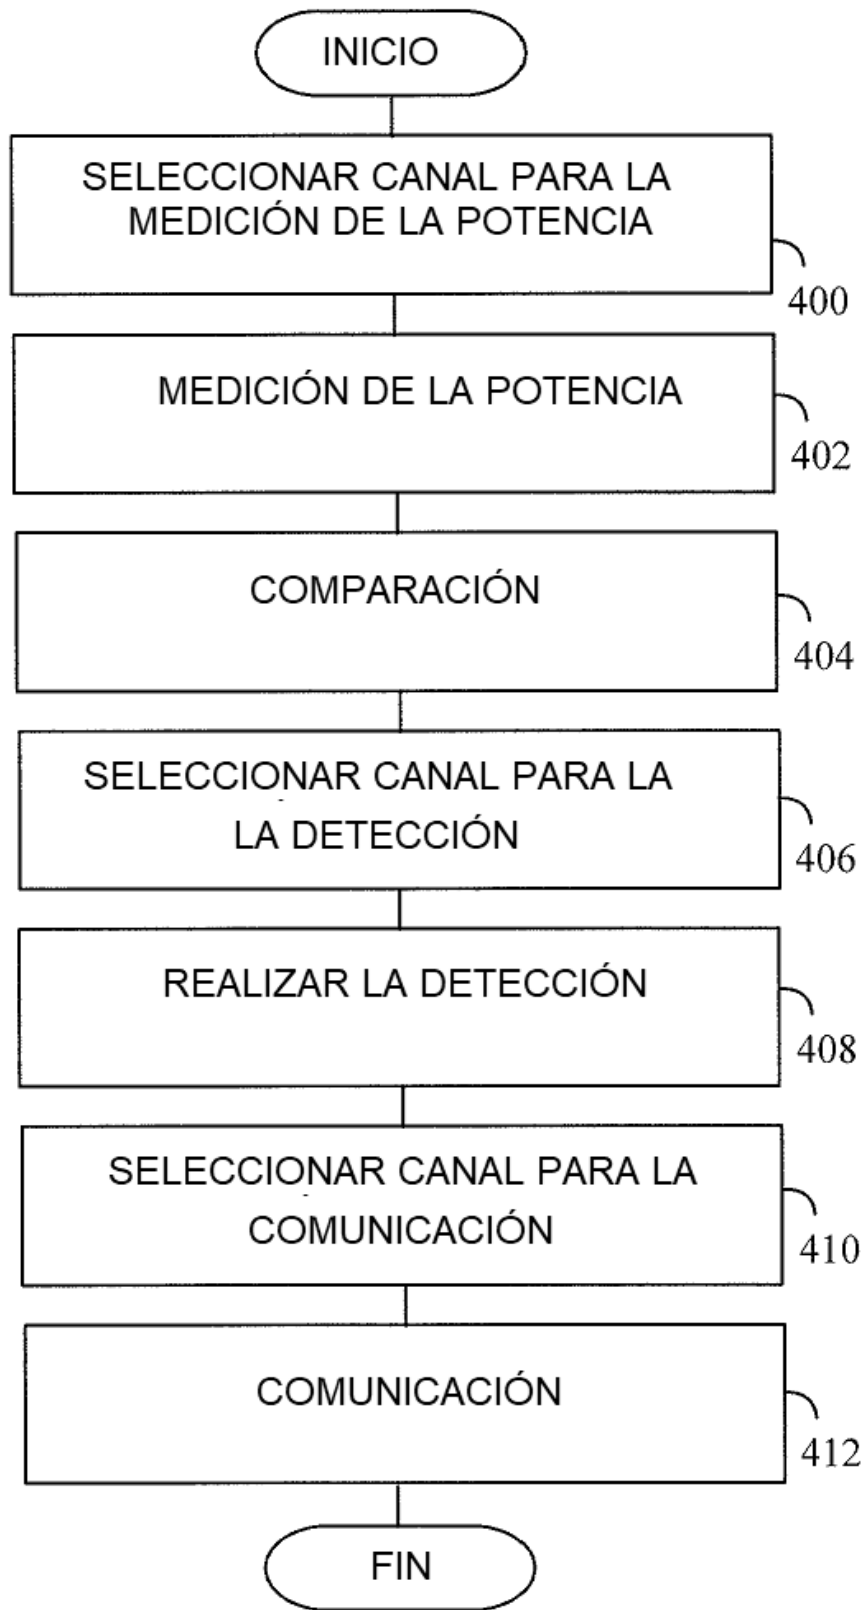 INICIO
SELECCIONAR CANAL PARA LA
MEDICIÓN DE LA POTENCIA
400
MEDICIÓN DE LA POTENCIA
402
COMPARACIÓN
404
SELECCIONAR CANAL PARA LA
LA DETECCIÓN
406
REALIZAR LA DETECCIÓN
408
SELECCIONAR CANAL PARA LA
COMUNICACIÓN
410
COMUNICACIÓN
412
FIN